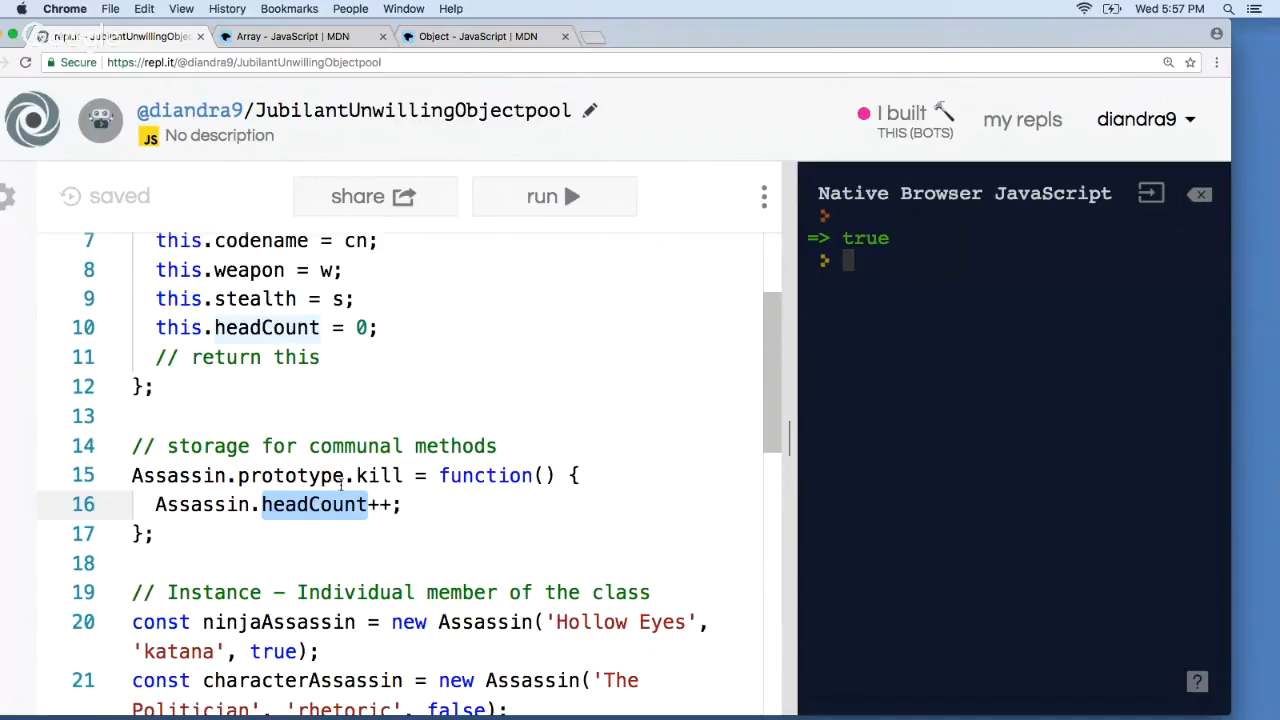 Chrome File Edit View History Bookmarks People Window Help Wed 5:57 PM
Array - JavaScript | MDN Object - JavaScript | MDN
Secure https://repl.it/@diandra9/JubilantUnwillingObjectpool
@diandra9/JubilantUnwillingObjectpool
JS No description
I built
THIS (BOTS)
my repls
diandra9
saved
share
run
7 this.codename = cn;
8 this.weapon = w;
9 this.stealth = s;
10 this.headCount = 0;
11 // return this
12 };
13
14 // storage for communal methods
15 Assassin.prototype.kill = function() {
16 Assassin.headCount++;
17 };
18
19 // Instance - Individual member of the class
20 const ninjaAssassin = new Assassin('Hollow Eyes',
'katana', true);
21 const characterAssassin = new Assassin('The
Politician', 'rhetoric', false);
Native Browser JavaScript
=> true
?